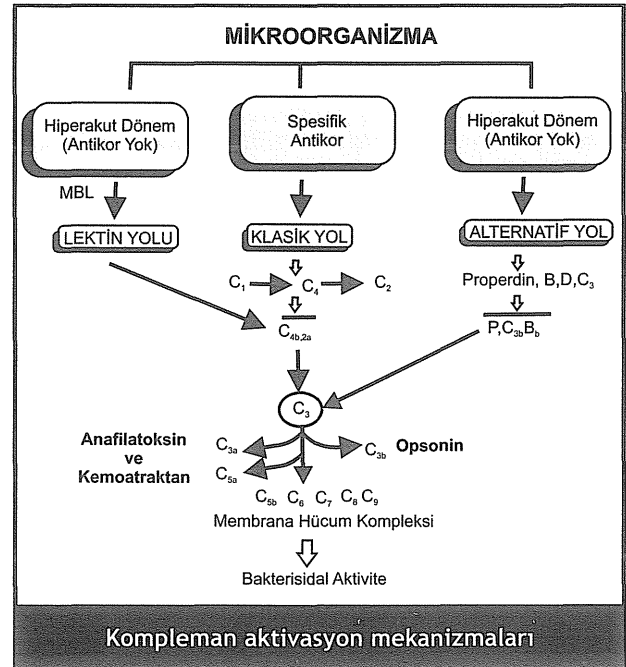 MİKROORGANİZMA
Hiperakut Dönem
(Antikor Yok)
Spesifik
Antikor
Hiperakut Dönem
(Antikor Yok)
MBL
LEKTİN YOLU
KLASİK YOL
ALTERNATİF YOL
C₁ C₄ C₂
Properdin, B,D,C₃
C₄b,₂a
P,C₃bBb
C₃
Anafilatoksin
ve
Kemoatraktan
C₃a
C₅a
C₃b Opsonin
C₅b C₆ C₇ C₈ C₉
Membrana Hücum Kompleksi
Bakterisidal Aktivite
Kompleman aktivasyon mekanizmaları